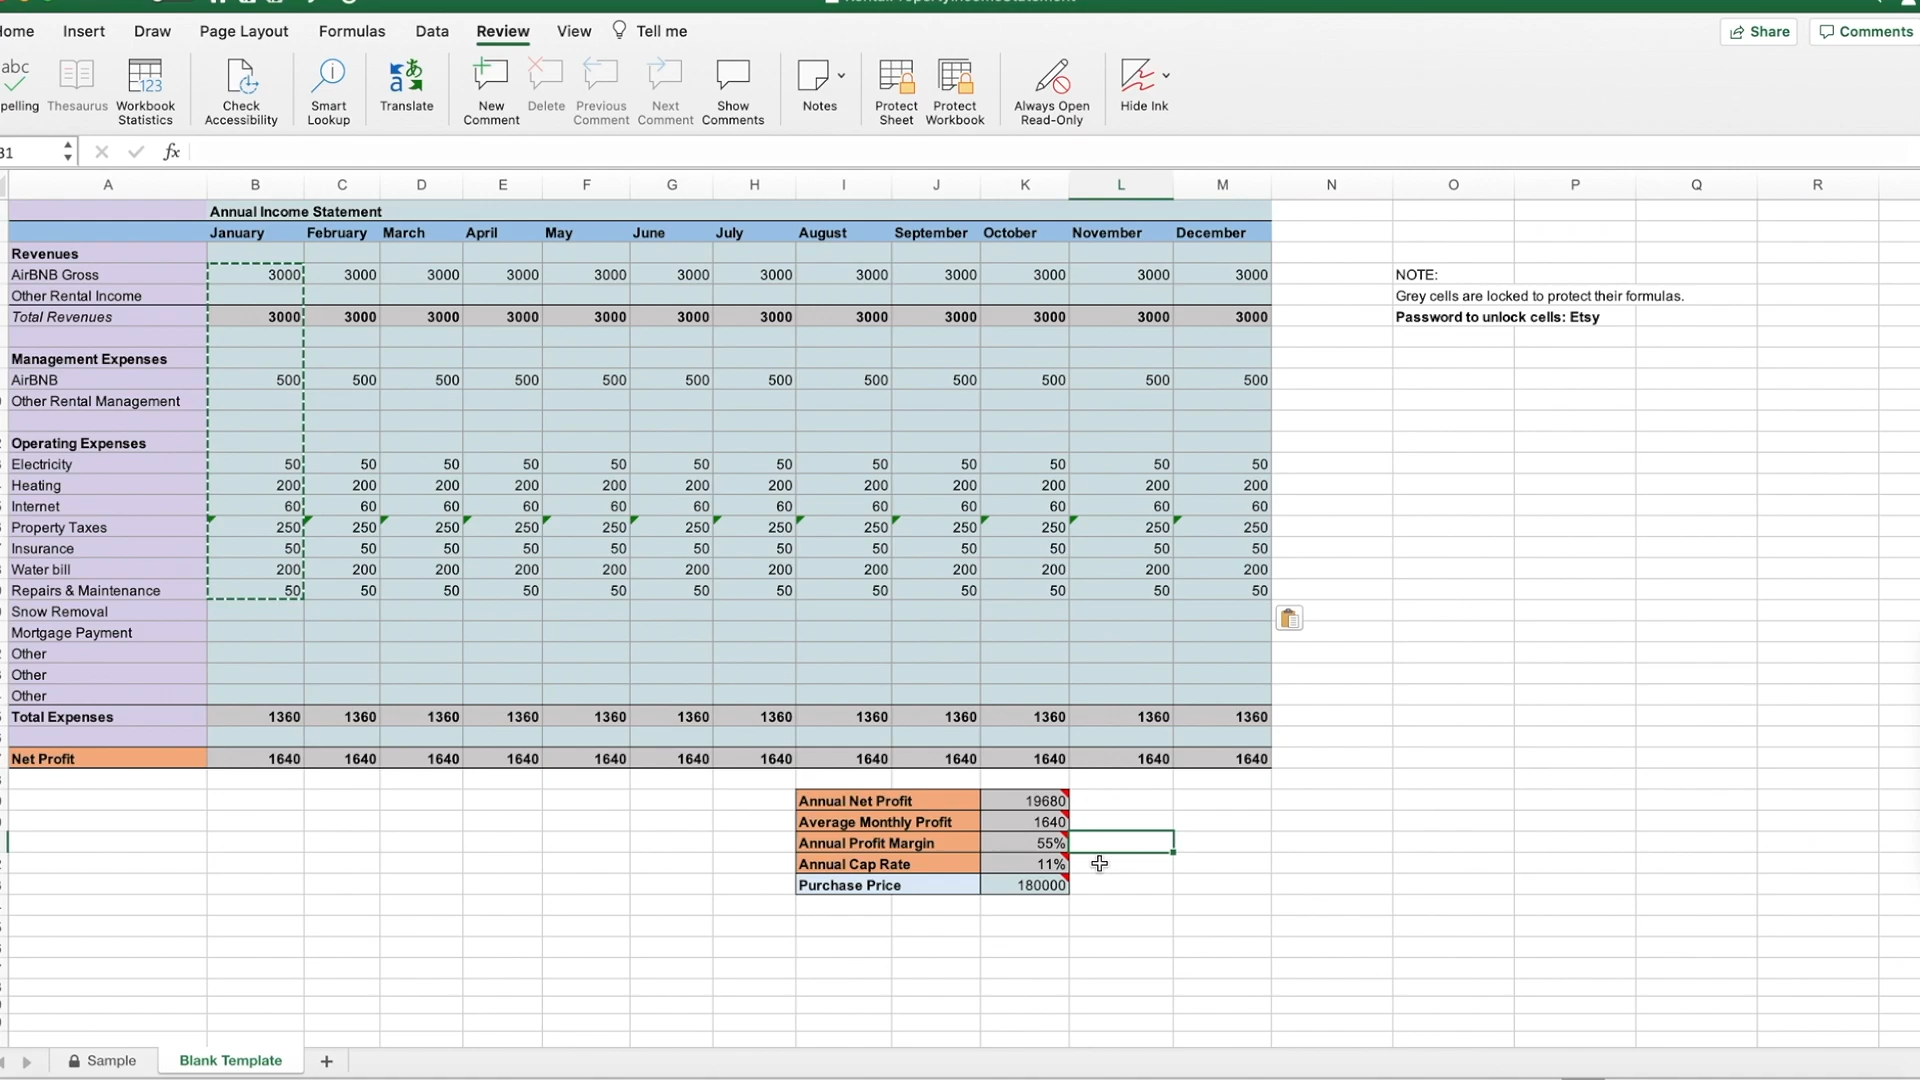 Home Insert Draw Page Layout Formulas Data Review View Tell me Share Comments
abc
Spelling Thesaurus Workbook Statistics Check Accessibility Smart Lookup Translate New Comment Delete Previous Comment Next Comment Show Comments Notes Protect Sheet Protect Workbook Always Open Read-Only Hide Ink
fx
A B C D E F G H I J K L M N O P Q R
Annual Income Statement
January February March April May June July August September October November December
Revenues
AirBNB Gross 3000 3000 3000 3000 3000 3000 3000 3000 3000 3000 3000 3000 NOTE:
Other Rental Income Grey cells are locked to protect their formulas.
Total Revenues 3000 3000 3000 3000 3000 3000 3000 3000 3000 3000 3000 3000 Password to unlock cells: Etsy
Management Expenses
AirBNB 500 500 500 500 500 500 500 500 500 500 500 500
Other Rental Management
Operating Expenses
Electricity 50 50 50 50 50 50 50 50 50 50 50 50
Heating 200 200 200 200 200 200 200 200 200 200 200 200
Internet 60 60 60 60 60 60 60 60 60 60 60 60
Property Taxes 250 250 250 250 250 250 250 250 250 250 250 250
Insurance 50 50 50 50 50 50 50 50 50 50 50 50
Water bill 200 200 200 200 200 200 200 200 200 200 200 200
Repairs & Maintenance 50 50 50 50 50 50 50 50 50 50 50 50
Snow Removal
Mortgage Payment
Other
Other
Other
Total Expenses 1360 1360 1360 1360 1360 1360 1360 1360 1360 1360 1360 1360
Net Profit 1640 1640 1640 1640 1640 1640 1640 1640 1640 1640 1640 1640
Annual Net Profit 19680
Average Monthly Profit 1640
Annual Profit Margin 55%
Annual Cap Rate 11%
Purchase Price 180000
Sample Blank Template +